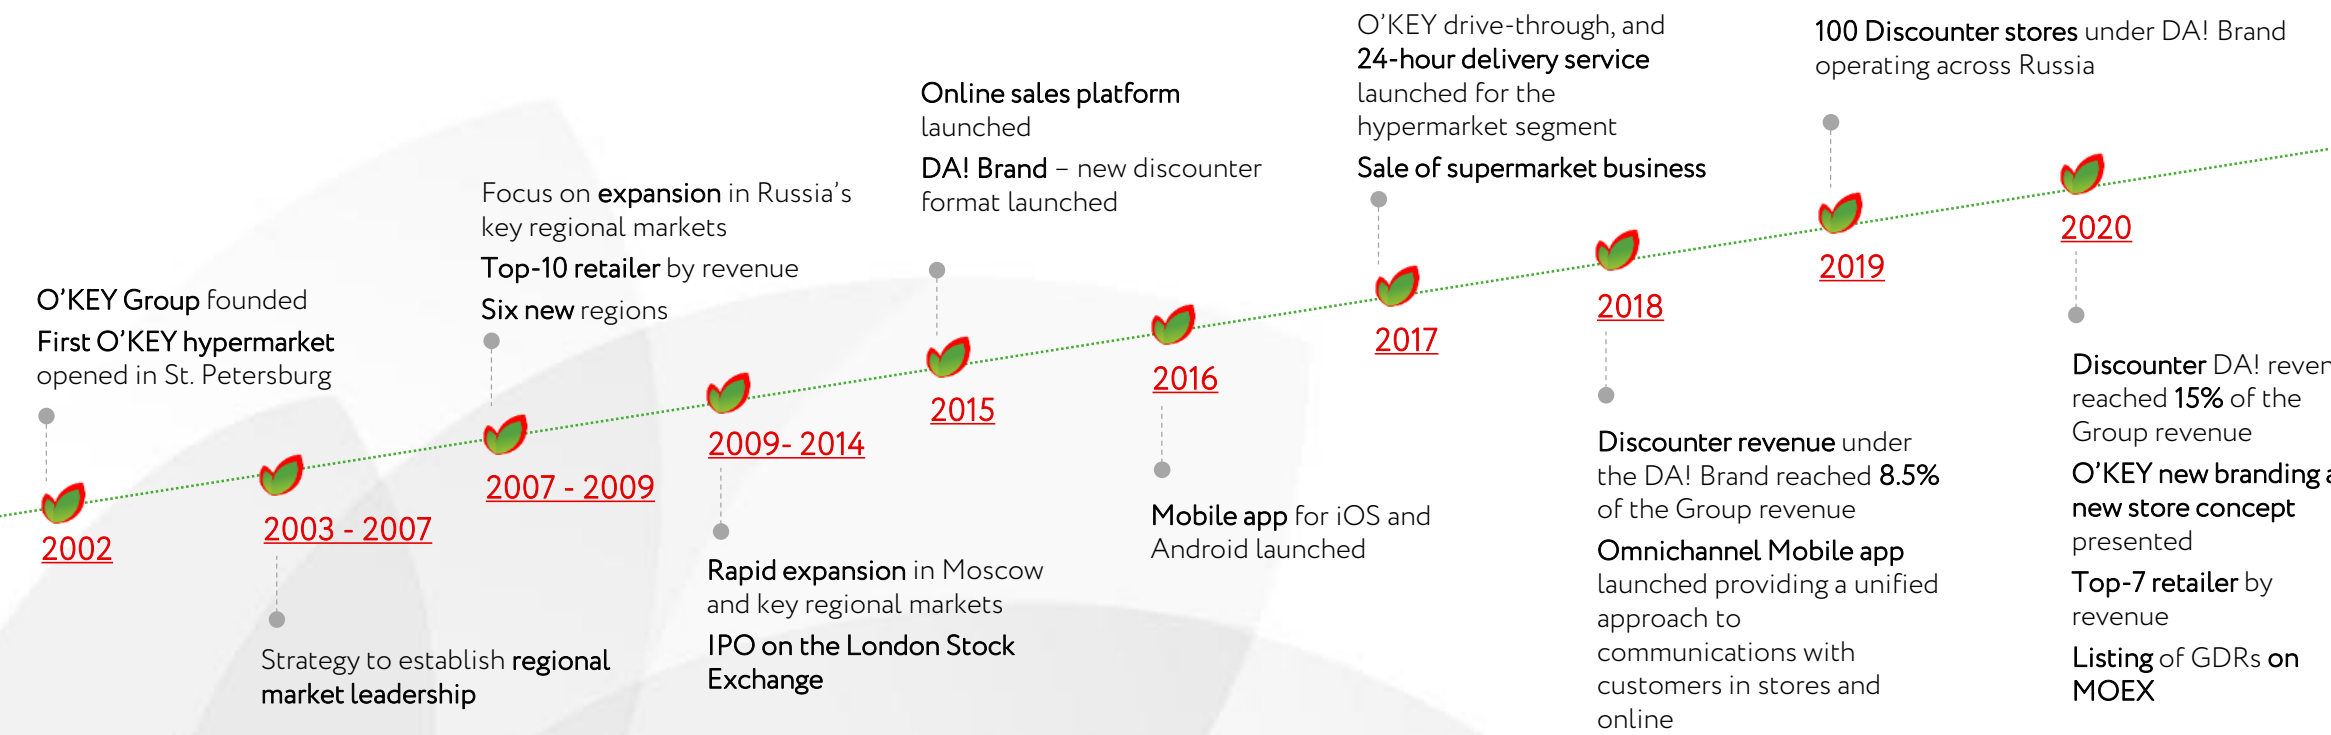 O'KEY Group founded
First O'KEY hypermarket
opened in St. Petersburg
2002
2003 - 2007
Strategy to establish regional
market leadership
Focus on expansion in Russia's
key regional markets
Top-10 retailer by revenue
Six new regions
2007 - 2009
2009- 2014
Rapid expansion in Moscow
and key regional markets
IPO on the London Stock
Exchange
Online sales platform
launched
DA! Brand – new discounter
format launched
2015
2016
Mobile app for iOS and
Android launched
O'KEY drive-through, and
24-hour delivery service
launched for the
hypermarket segment
Sale of supermarket business
2017
2018
Discounter revenue under
the DA! Brand reached 8.5%
of the Group revenue
Omnichannel Mobile app
launched providing a unified
approach to
communications with
customers in stores and
online
100 Discounter stores under DA! Brand
operating across Russia
2019
2020
Discounter DA!
reached 15% of the
Group revenue
O'KEY new branding
new store concept
presented
Top-7 retailer by
revenue
Listing of GDRs on
MOEX